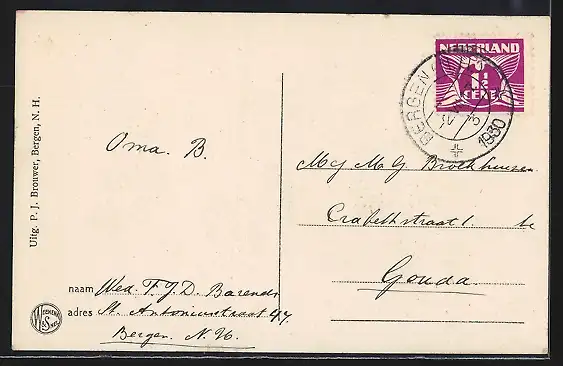 Uitg. P. J. Brouwer, Bergen, N. H.
Oma. B.
naam Wed. F. J. D. Barends
adres St. Antoniusstraat 44.
Bergen. N. H.
NEDERLAND
1½
CENT
BERGEN
1930
Mej M G Broekhuizen
Crabethstraat 1 te
Gouda